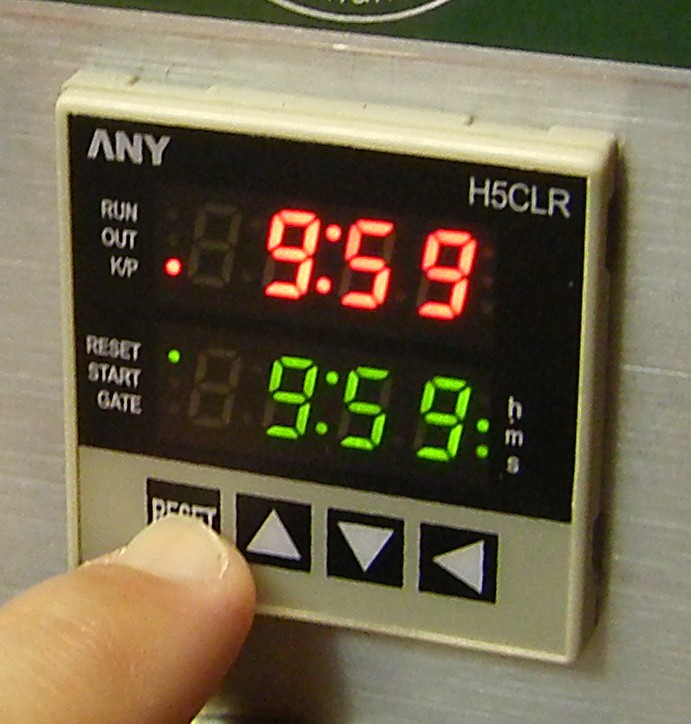 ANY
H5CLR
RUN
OUT
K/P
9:59
RESET
START
GATE
9:59
h
m
s
RESET